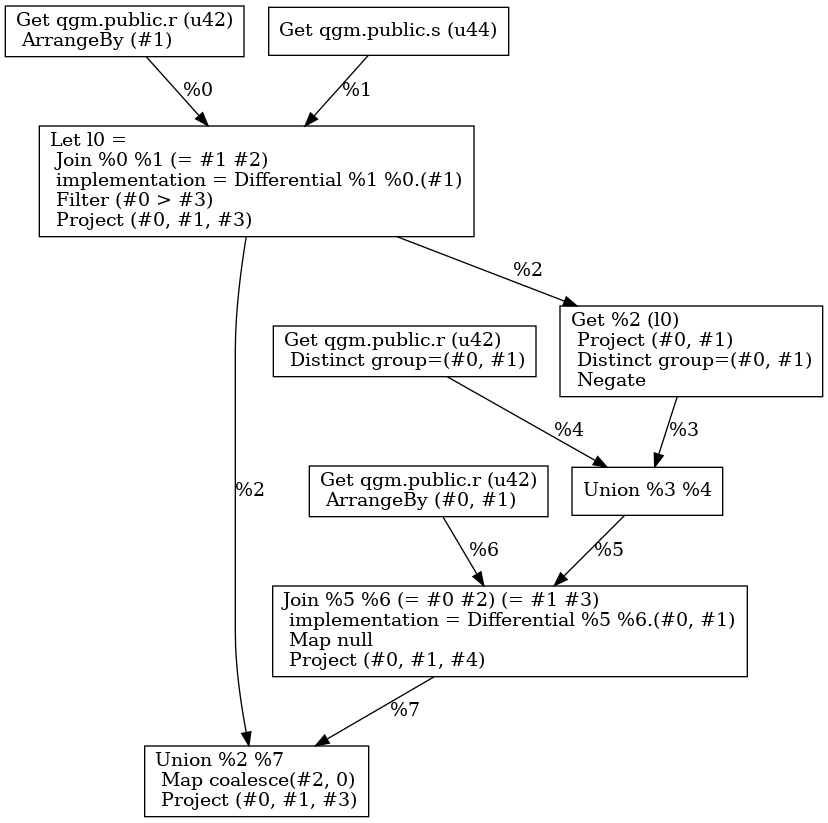 Get qgm.public.r (u42)
ArrangeBy (#1)
Get qgm.public.s (u44)
%0
%1
Let l0 =
Join %0 %1 (= #1 #2)
implementation = Differential %1 %0.(#1)
Filter (#0 > #3)
Project (#0, #1, #3)
%2
Get %2 (l0)
Project (#0, #1)
Distinct group=(#0, #1)
Negate
Get qgm.public.r (u42)
Distinct group=(#0, #1)
%4
%3
Get qgm.public.r (u42)
ArrangeBy (#0, #1)
Union %3 %4
%2
%6
%5
Join %5 %6 (= #0 #2) (= #1 #3)
implementation = Differential %5 %6.(#0, #1)
Map null
Project (#0, #1, #4)
%7
Union %2 %7
Map coalesce(#2, 0)
Project (#0, #1, #3)